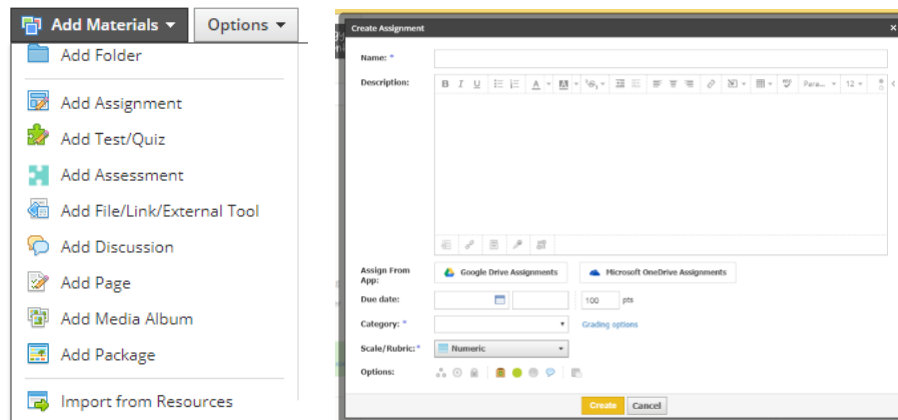 Add Materials
Options
Add Folder
Add Assignment
Add Test/Quiz
Add Assessment
Add File/Link/External Tool
Add Discussion
Add Page
Add Media Album
Add Package
Import from Resources
Create Assignment
Name: *
Description:
B I U A A Para... 12
Assign From App:
Google Drive Assignments
Microsoft OneDrive Assignments
Due date:
100 pts
Category: *
Grading options
Scale/Rubric: *
Numeric
Options:
Create
Cancel